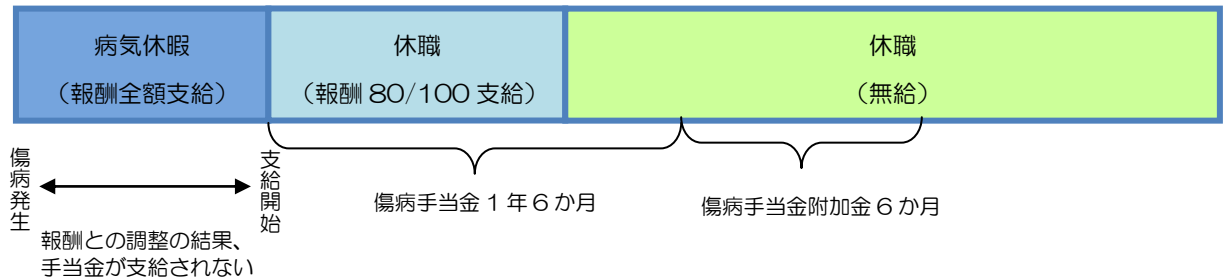 病気休暇
（報酬全額支給）
休職
（報酬 80/100 支給）
休職
（無給）
傷病発生
支給開始
傷病手当金 1 年 6 か月
傷病手当金附加金 6 か月
報酬との調整の結果、
手当金が支給されない